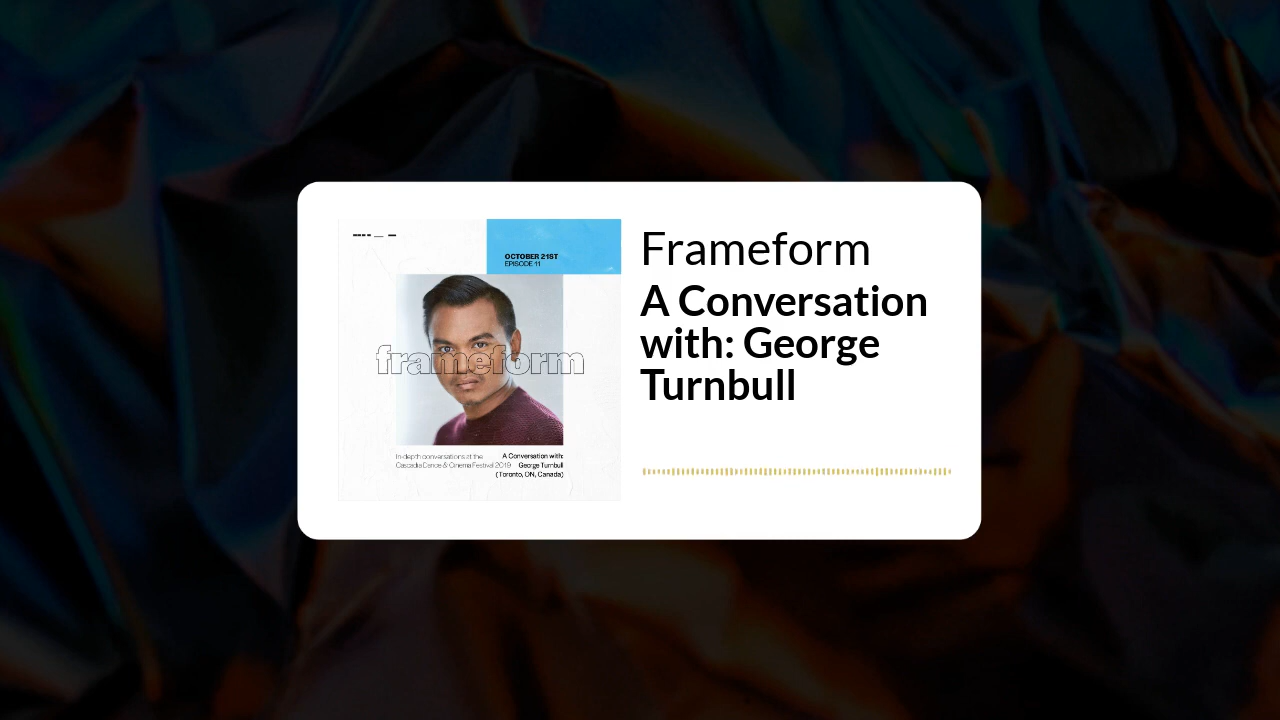 OCTOBER 21ST
EPISODE 11
frameform
In-depth conversations at the
Cascadia Dance & Cinema Festival 2019
A Conversation with:
George Turnbull
(Toronto, ON, Canada)
Frameform
A Conversation
with: George
Turnbull